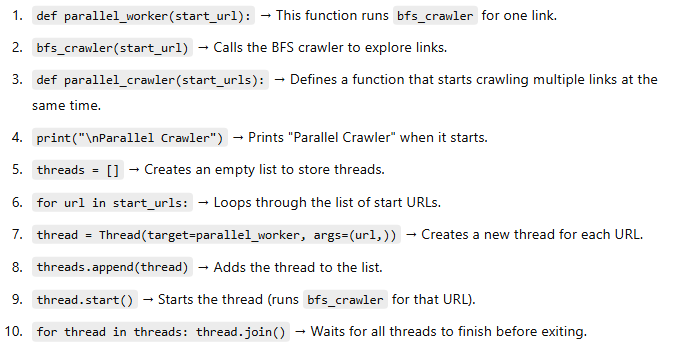 1. def parallel_worker(start_url): → This function runs bfs_crawler for one link.
2. bfs_crawler(start_url) → Calls the BFS crawler to explore links.
3. def parallel_crawler(start_urls): → Defines a function that starts crawling multiple links at the
same time.
4. print("\nParallel Crawler") → Prints "Parallel Crawler" when it starts.
5. threads = [] → Creates an empty list to store threads.
6. for url in start_urls: → Loops through the list of start URLs.
7. thread = Thread(target=parallel_worker, args=(url,)) → Creates a new thread for each URL.
8. threads.append(thread) → Adds the thread to the list.
9. thread.start() → Starts the thread (runs bfs_crawler for that URL).
10. for thread in threads: thread.join() → Waits for all threads to finish before exiting.